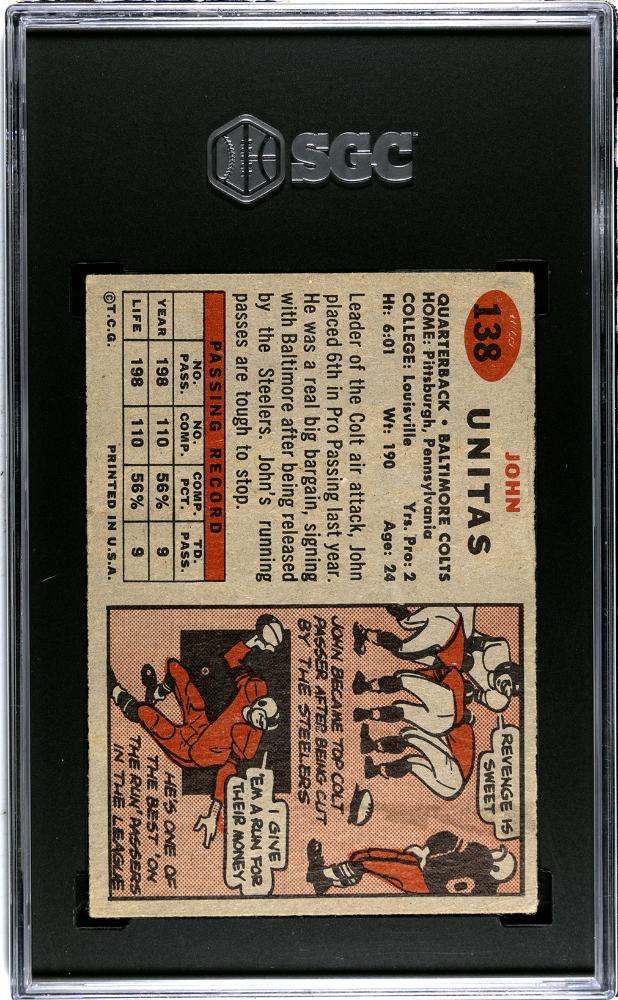 SGC
138
JOHN
UNITAS
QUARTERBACK • BALTIMORE COLTS
HOME: Pittsburgh, Pennsylvania
COLLEGE: Louisville Yrs. Pro: 2
Ht: 6:01 Wt: 190 Age: 24
Leader of the Colt air attack, John
placed 6th in Pro Passing last year.
He was a real big bargain, signing
with Baltimore after being released
by the Steelers. John's running
passes are tough to stop.
PASSING RECORD
NO. PASS. NO. COMP. COMP. PCT. TD. PASS.
YEAR 198 110 56% 9
LIFE 198 110 56% 9
©T.C.G. PRINTED IN U.S.A.
REVENGE IS
SWEET
JOHN BECAME TOP COLT
PASSER AFTER BEING CUT
BY THE STEELERS
I GIVE
'EM A RUN FOR
THEIR MONEY
HE'S ONE OF
THE BEST 'ON
THE RUN' PASSERS
IN THE LEAGUE